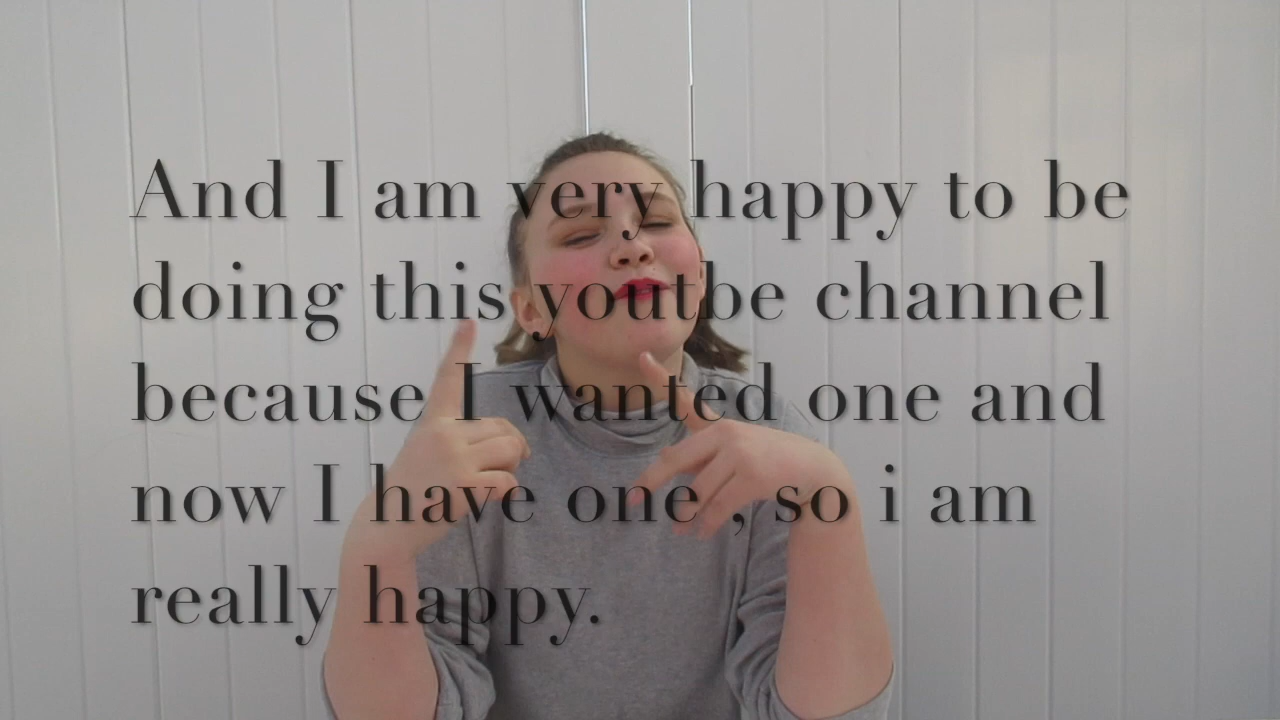 And I am very happy to be
doing this youtbe channel
because I wanted one and
now I have one , so i am
really happy.